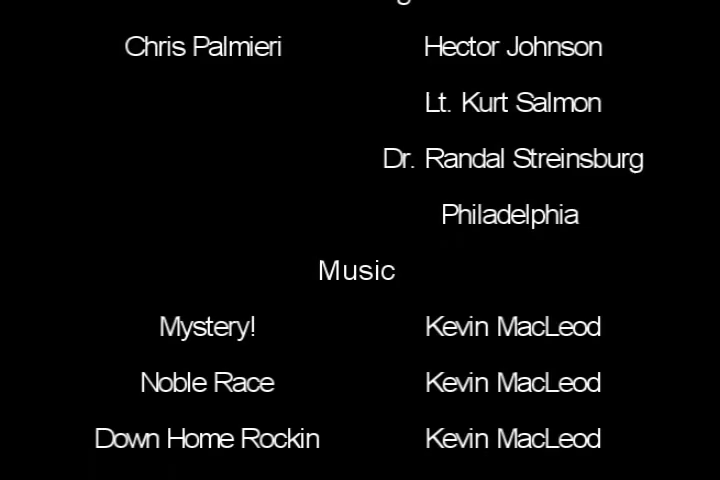 Chris Palmieri Hector Johnson
Lt. Kurt Salmon
Dr. Randal Streinsburg
Philadelphia
Music
Mystery! Kevin MacLeod
Noble Race Kevin MacLeod
Down Home Rockin Kevin MacLeod